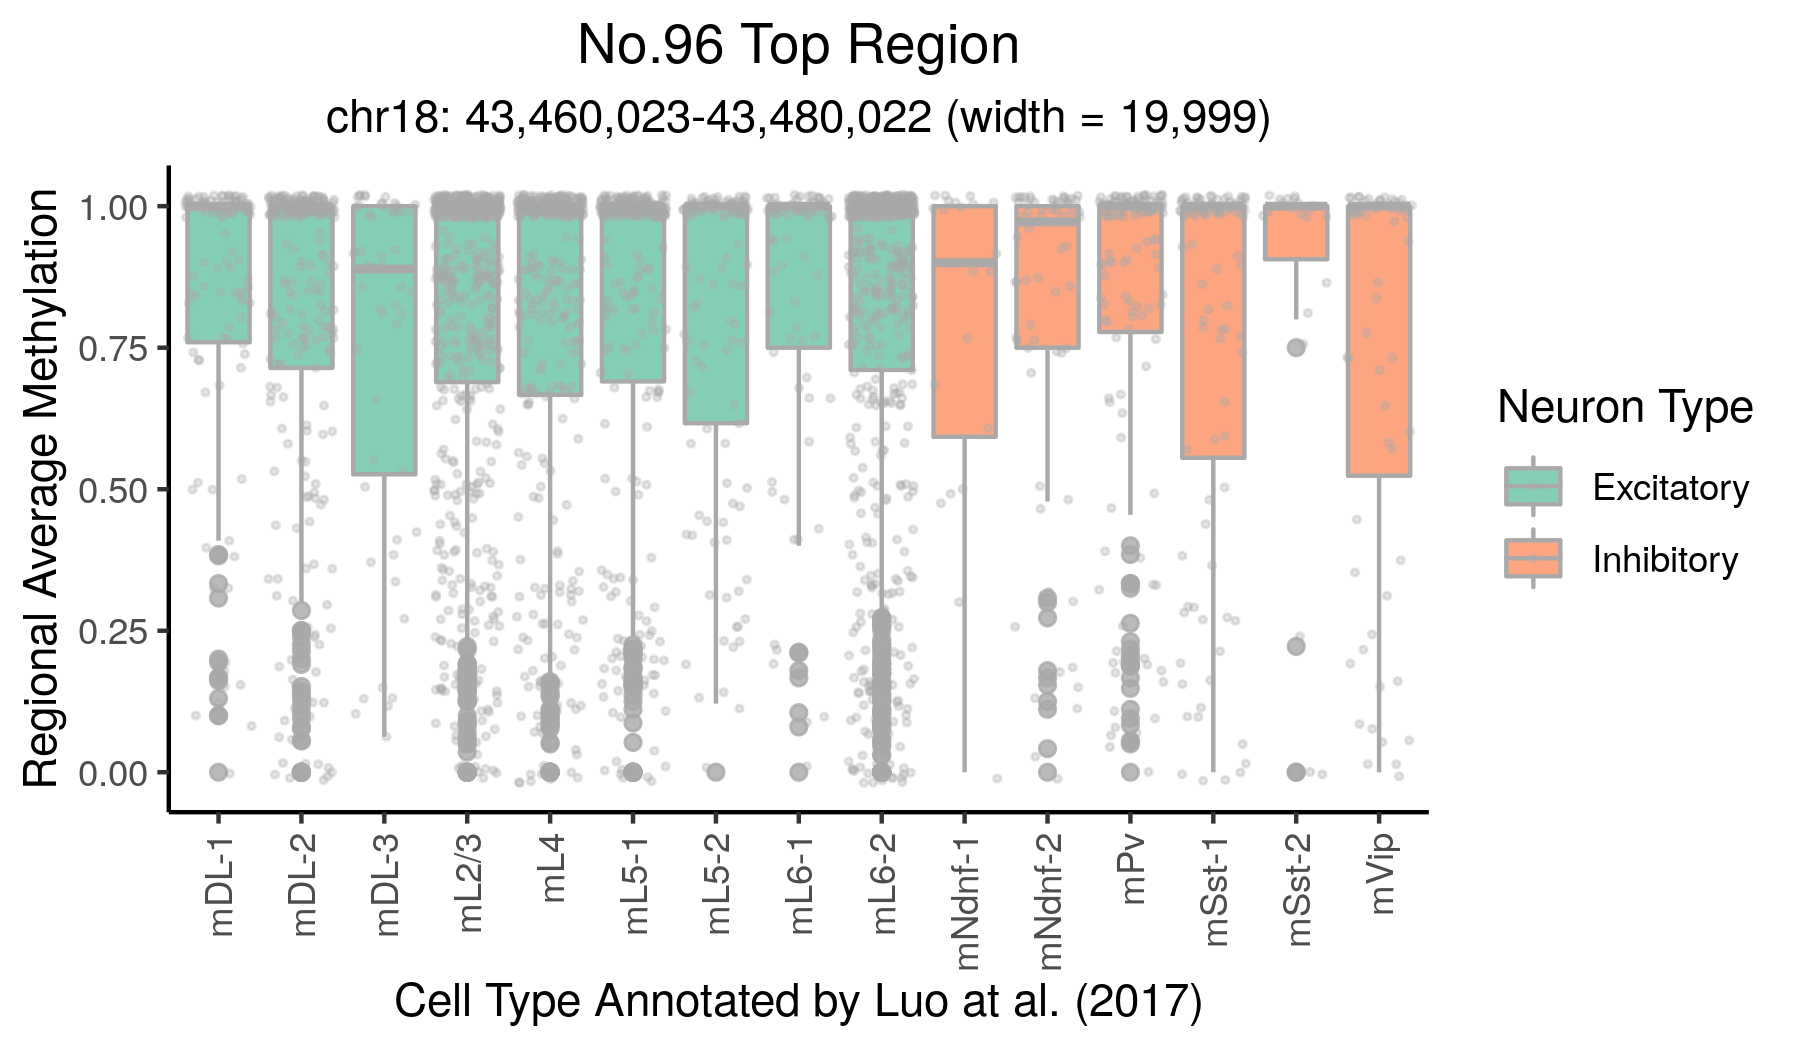 No.96 Top Region
chr18: 43,460,023-43,480,022 (width = 19,999)
Regional Average Methylation
1.00
0.75
0.50
0.25
0.00
mDL-1
mDL-2
mDL-3
mL2/3
mL4
mL5-1
mL5-2
mL6-1
mL6-2
mNdnf-1
mNdnf-2
mPv
mSst-1
mSst-2
mVip
Cell Type Annotated by Luo at al. (2017)
Neuron Type
Excitatory
Inhibitory